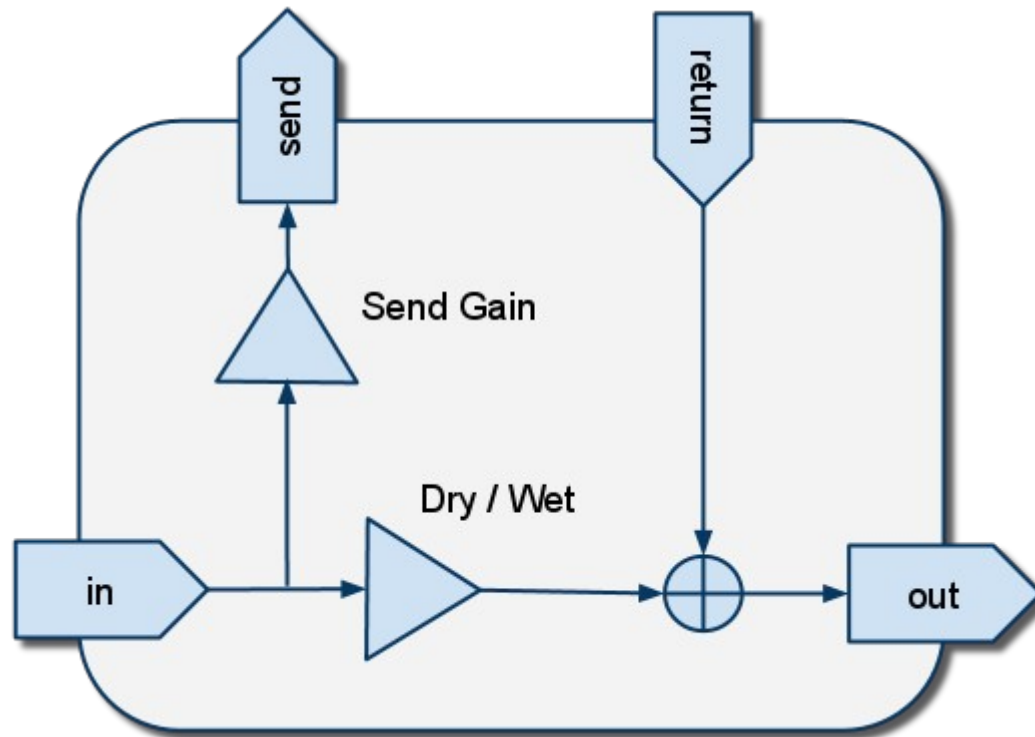 send
return
Send Gain
Dry / Wet
in
out